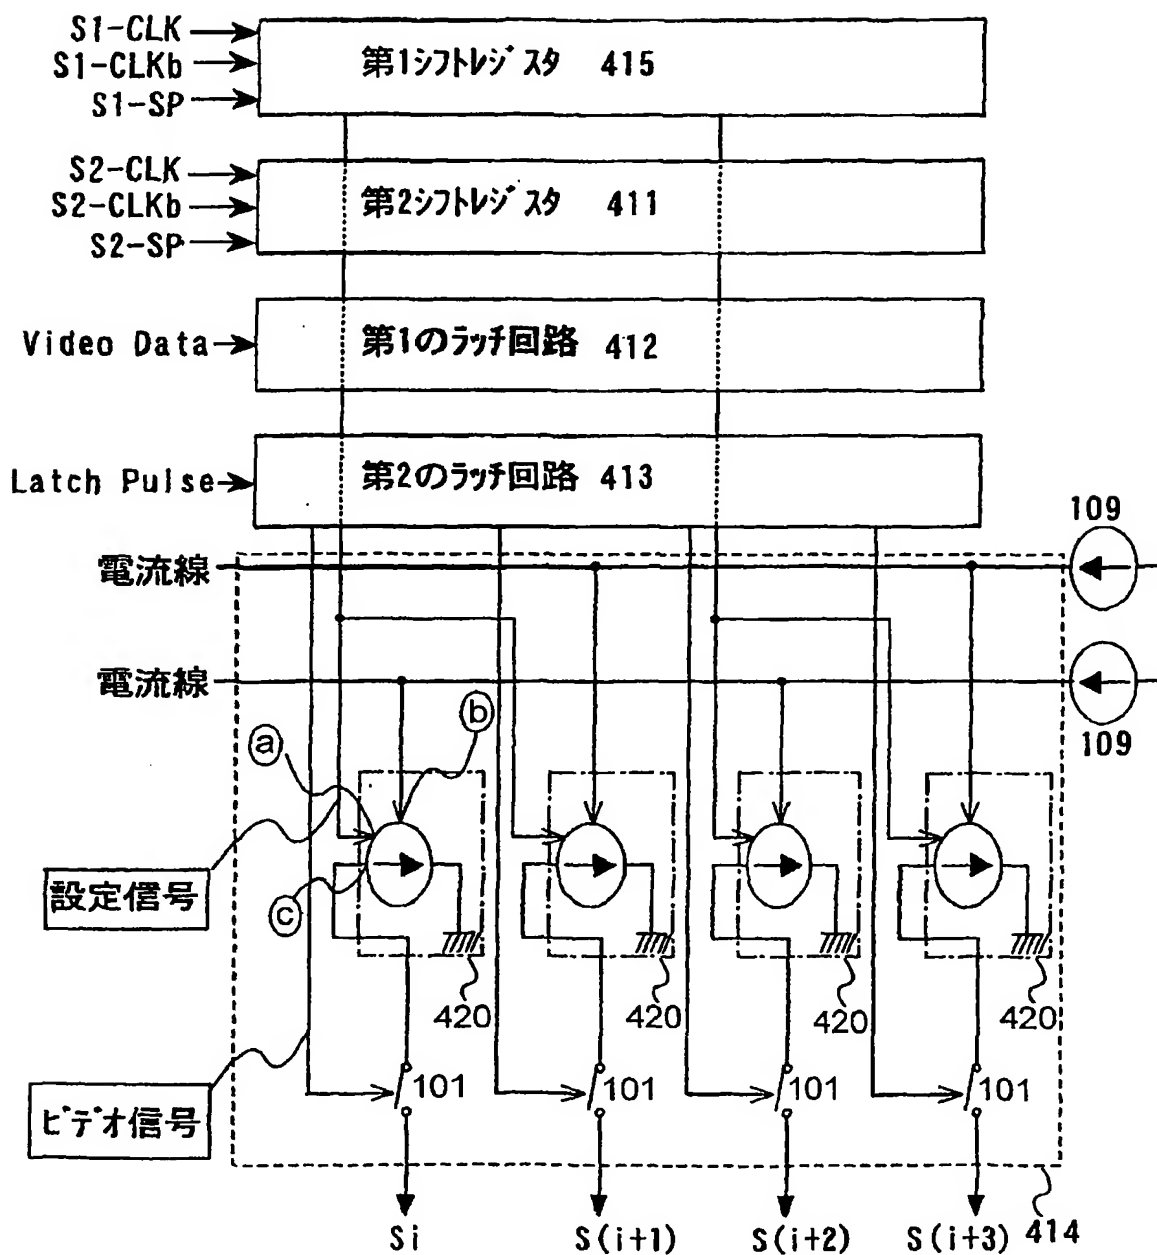 S1-CLK
S1-CLKb
S1-SP
第1シフトレジスタ 415
S2-CLK
S2-CLKb
S2-SP
第2シフトレジスタ 411
Video Data
第1のラッチ回路 412
Latch Pulse
第2のラッチ回路 413
109
電流線
電流線
109
ⓐ
ⓑ
設定信号
ⓒ
420
420
420
420
101
101
101
101
ビデオ信号
Si
S(i+1)
S(i+2)
S(i+3)
414